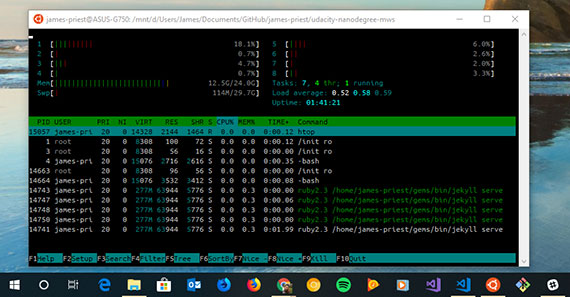 james-priest@ASUS-G750: /mnt/d/Users/James/Documents/GitHub/james-priest/udacity-nanodegree-mws
1 [||||||||| 18.1%] 5 [|||| 6.0%]
2 [| 0.7%] 6 [|| 2.6%]
3 [||| 4.7%] 7 [| 2.0%]
4 [| 0.7%] 8 [|| 3.3%]
Mem[|||||||||||||||||||||||| 12.5G/24.0G] Tasks: 7, 4 thr; 1 running
Swp[| 114M/29.7G] Load average: 0.52 0.58 0.59
Uptime: 01:41:21
PID USER PRI NI VIRT RES SHR S CPU% MEM% TIME+ Command
15057 james-pri 20 0 14328 2144 1464 R 0.0 0.0 0:00.12 htop
1 root 20 0 8308 100 72 S 0.0 0.0 0:00.12 /init ro
3 root 20 0 8308 56 16 S 0.0 0.0 0:00.00 /init ro
4 james-pri 20 0 15076 2716 2616 S 0.0 0.0 0:00.35 -bash
14663 root 20 0 8308 96 56 S 0.0 0.0 0:00.00 /init ro
14664 james-pri 20 0 15076 3532 3412 S 0.0 0.0 0:00.08 -bash
14743 james-pri 20 0 277M 63944 5776 S 0.0 0.3 0:00.00 ruby2.3 /home/james-priest/gems/bin/jekyll serve
14747 james-pri 20 0 277M 63944 5776 S 0.0 0.3 0:00.06 ruby2.3 /home/james-priest/gems/bin/jekyll serve
14748 james-pri 20 0 277M 63944 5776 S 0.0 0.3 0:00.00 ruby2.3 /home/james-priest/gems/bin/jekyll serve
14750 james-pri 20 0 277M 63944 5776 S 0.0 0.3 0:00.00 ruby2.3 /home/james-priest/gems/bin/jekyll serve
14741 james-pri 20 0 277M 63944 5776 S 0.0 0.3 0:01.99 ruby2.3 /home/james-priest/gems/bin/jekyll serve
F1Help F2Setup F3Search F4Filter F5Tree F6SortBy F7Nice - F8Nice + F9Kill F10Quit